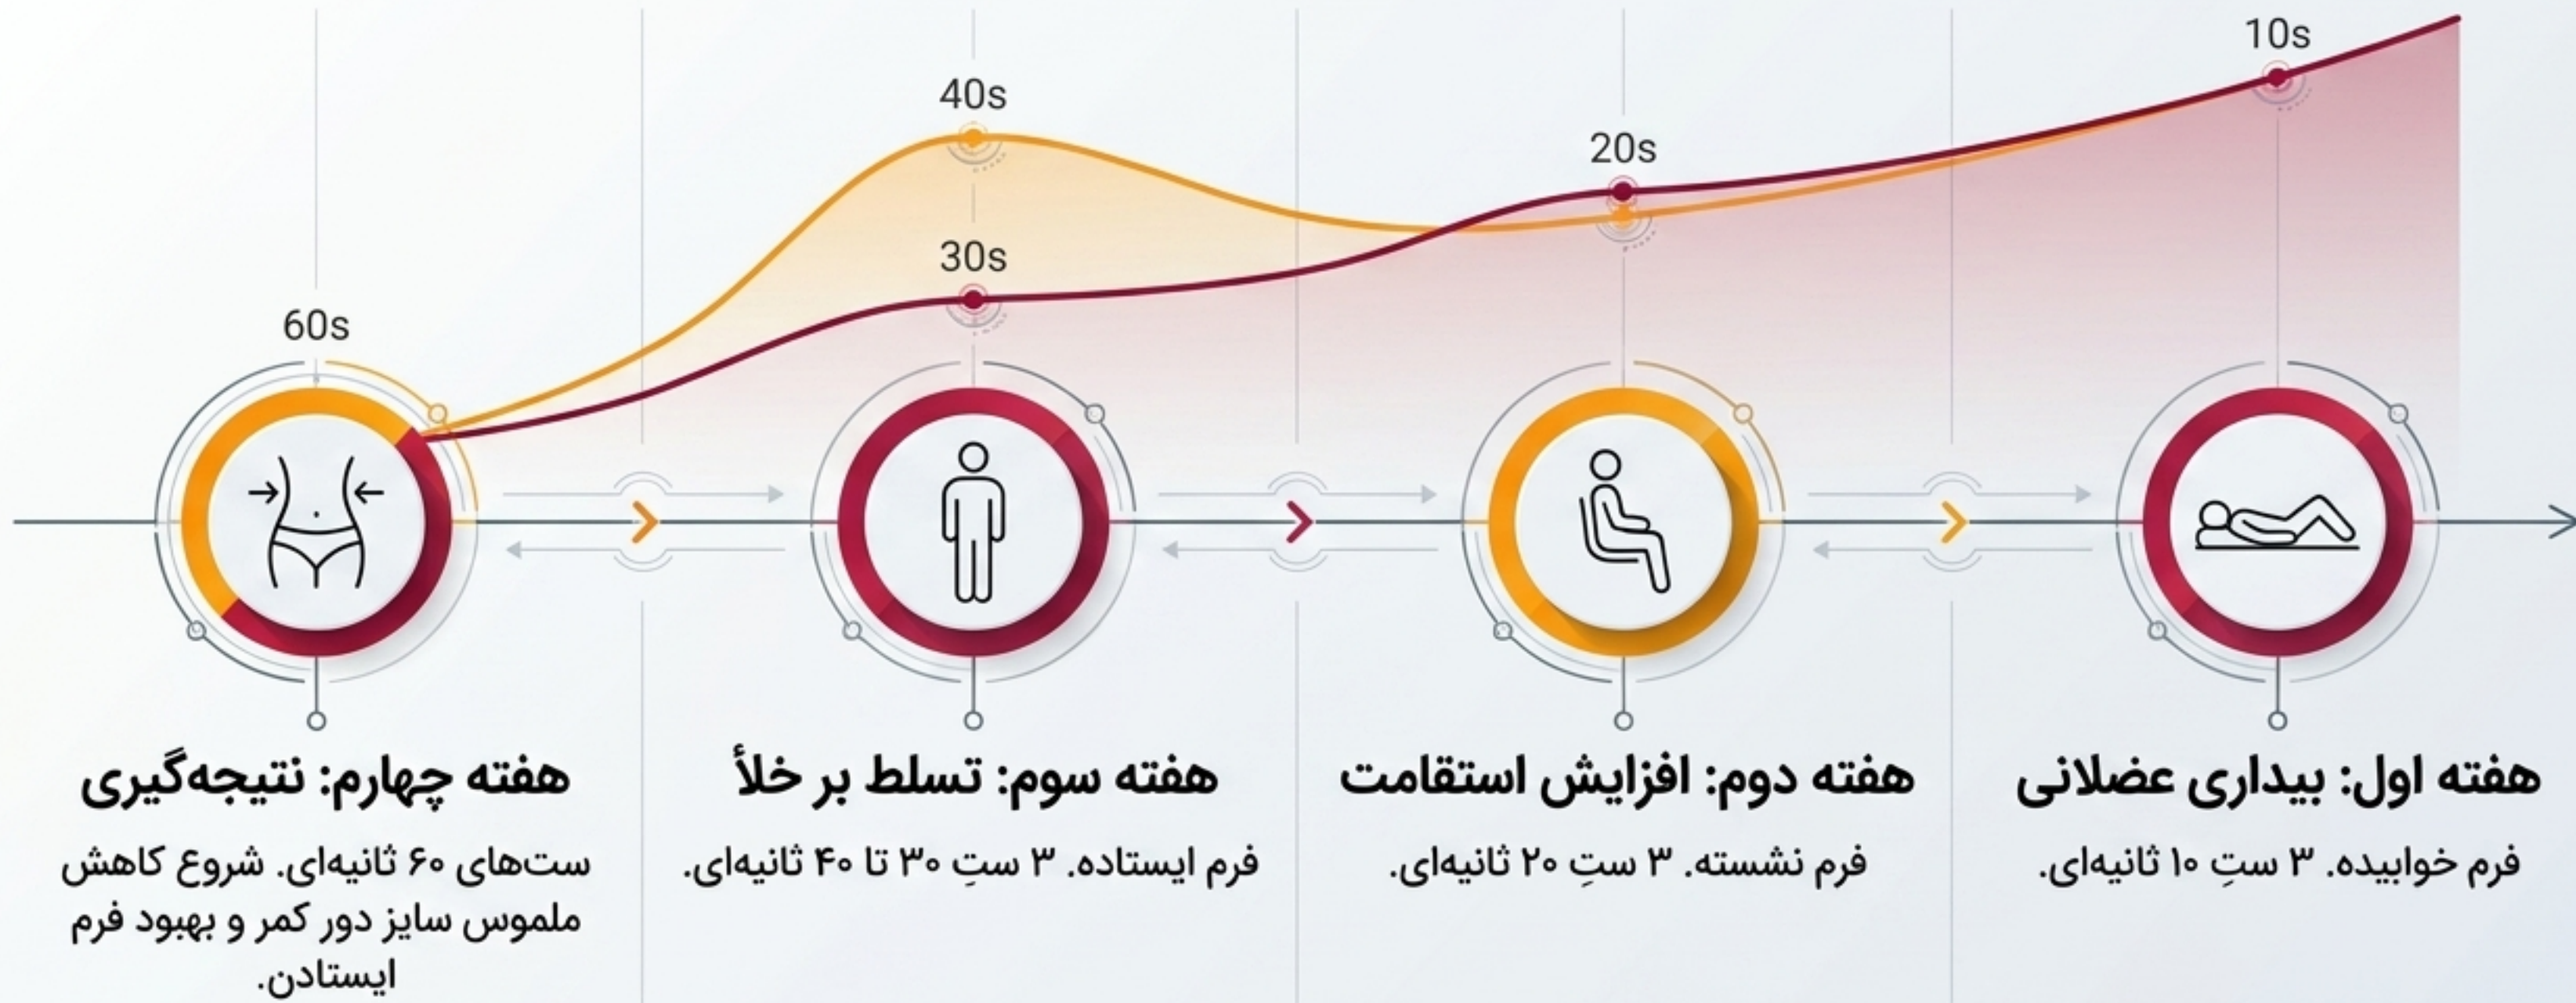 10s
20s
40s
30s
60s
هفته اول: بیداری عضلانی
فرم خوابیده. ۳ ستِ ۱۰ ثانیه‌ای.
هفته دوم: افزایش استقامت
فرم نشسته. ۳ ستِ ۲۰ ثانیه‌ای.
هفته سوم: تسلط بر خلأ
فرم ایستاده. ۳ ستِ ۳۰ تا ۴۰ ثانیه‌ای.
هفته چهارم: نتیجه‌گیری
ست‌های ۶۰ ثانیه‌ای. شروع کاهش
ملموس سایز دور کمر و بهبود فرم
ایستادن.